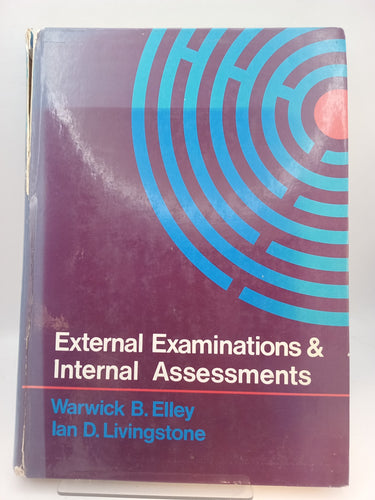 External Examinations &
Internal Assessments
Warwick B. Elley
Ian D. Livingstone